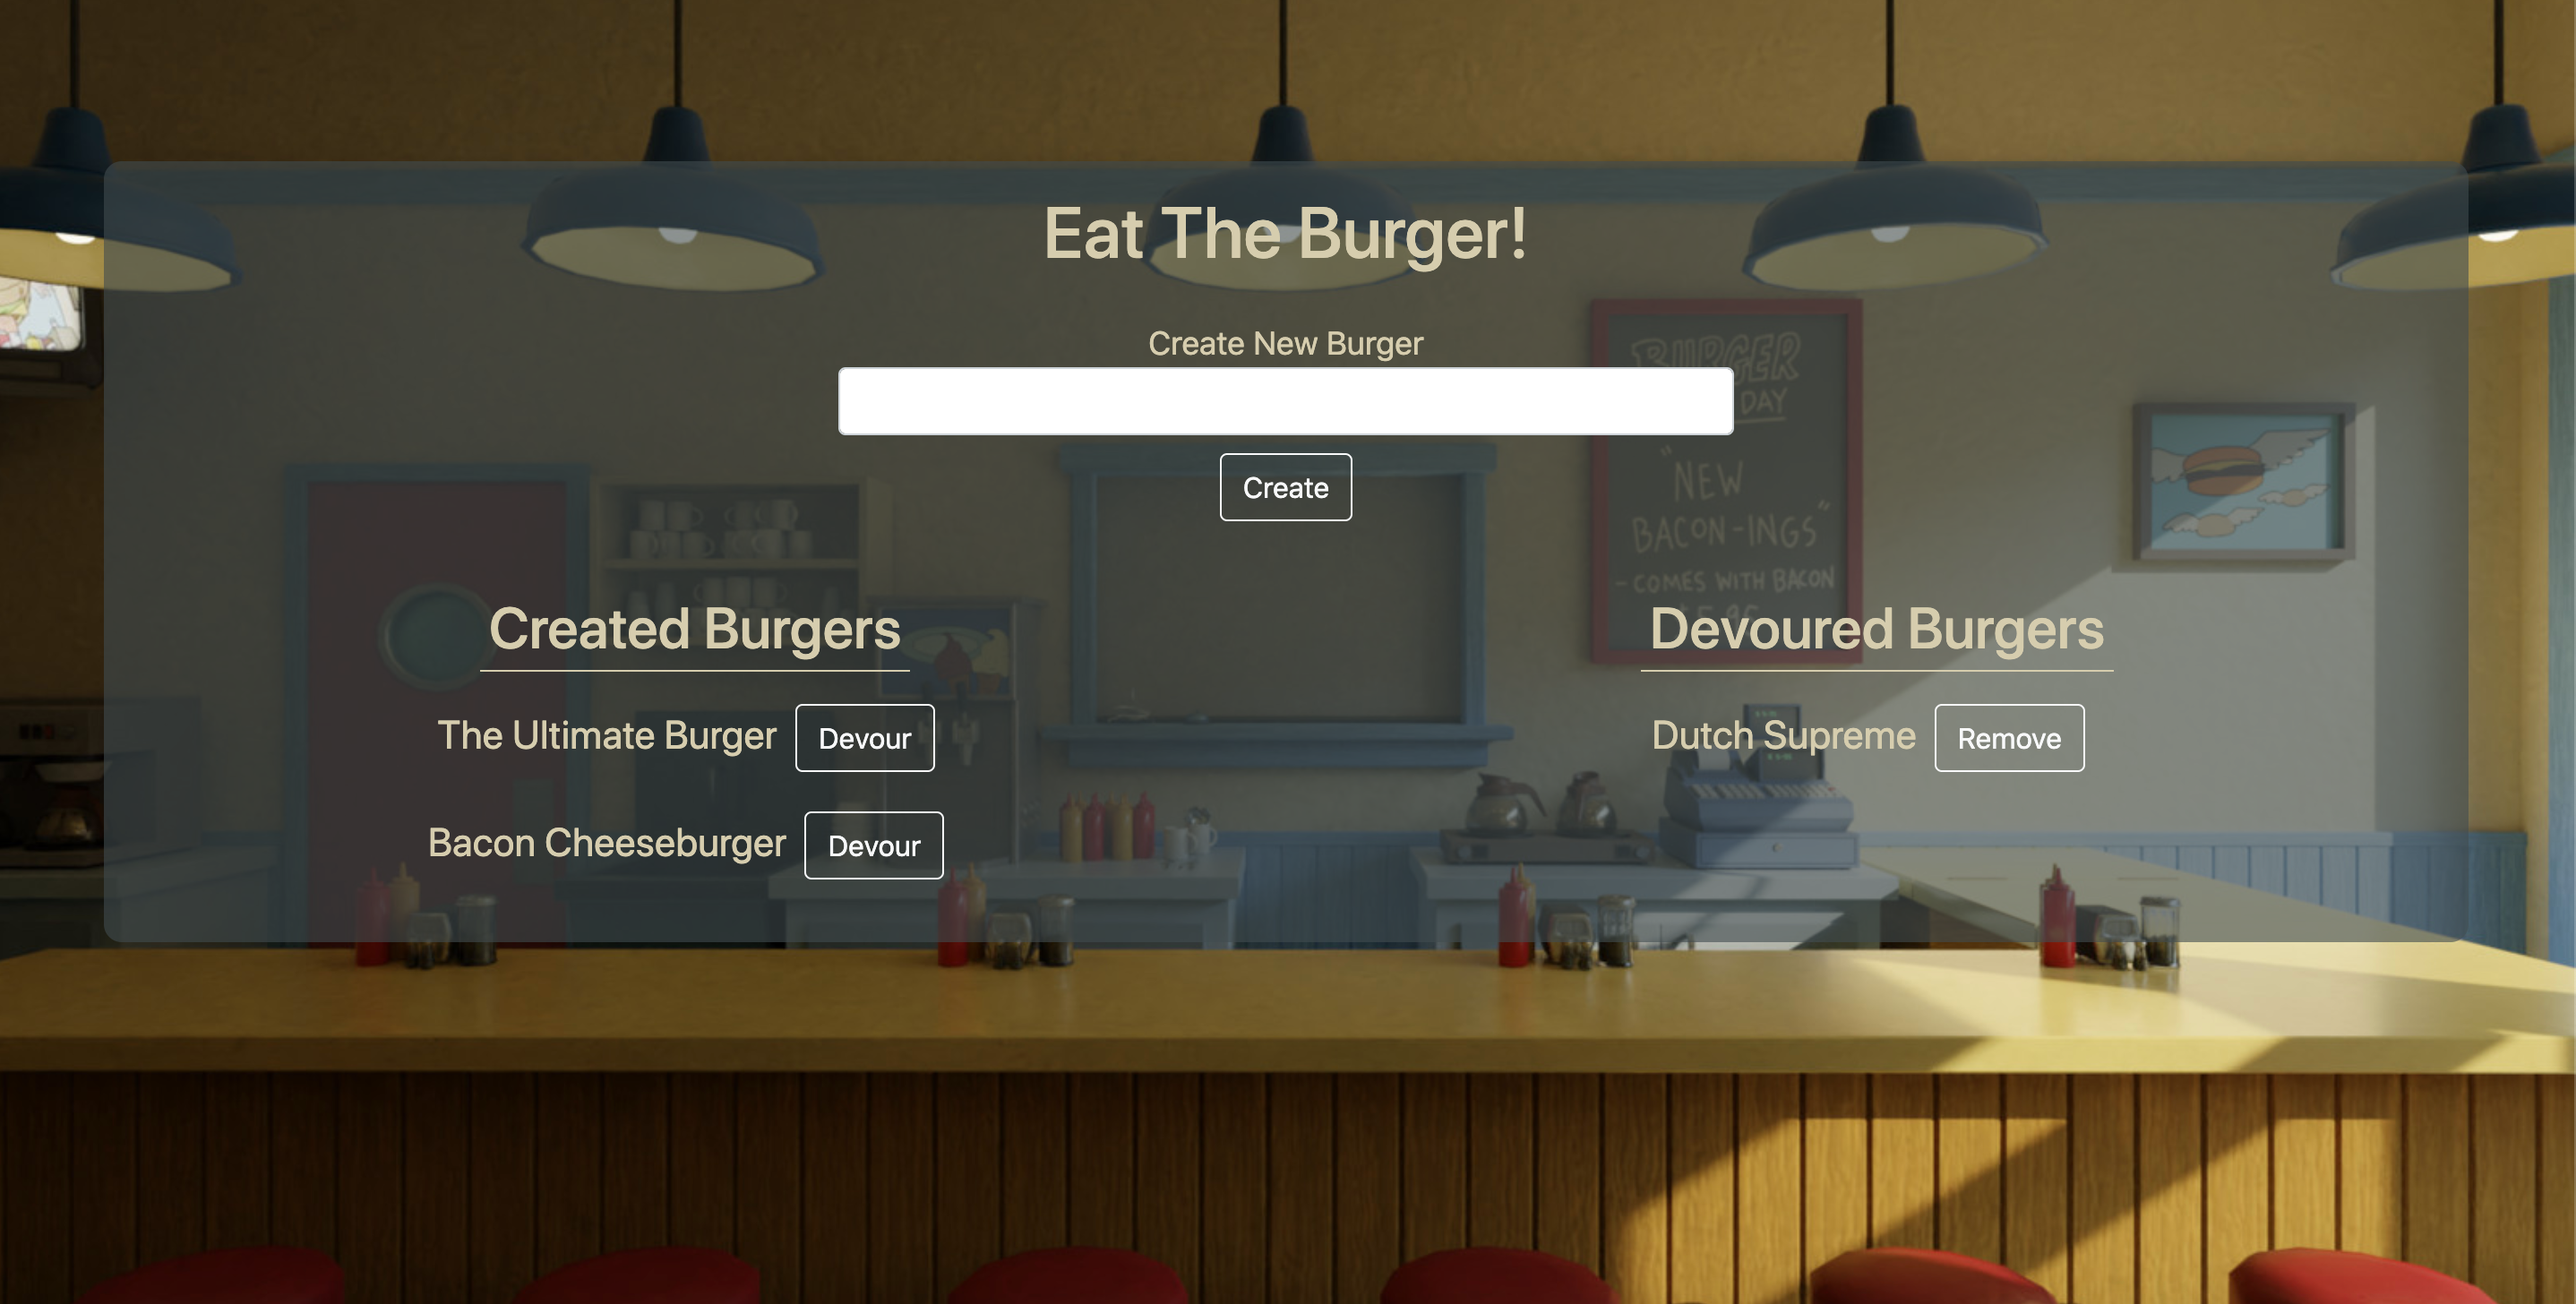 Eat The Burger!
Create New Burger
BURGER
DAY
Create
"NEW
BACON-INGS"
- COMES WITH BACON
Created Burgers
Devoured Burgers
The Ultimate Burger Devour
Dutch Supreme Remove
Bacon Cheeseburger Devour